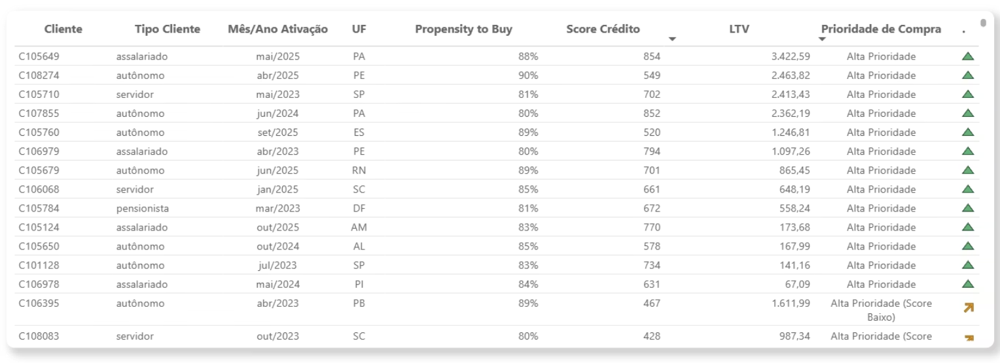 Cliente Tipo Cliente Mês/Ano Ativação UF Propensity to Buy Score Crédito LTV Prioridade de Compra .
C105649 assalariado mai/2025 PA 88% 854 3.422,59 Alta Prioridade
C108274 autônomo abr/2025 PE 90% 549 2.463,82 Alta Prioridade
C105710 servidor mai/2023 SP 81% 702 2.413,43 Alta Prioridade
C107855 autônomo jun/2024 PA 80% 852 2.362,19 Alta Prioridade
C105760 autônomo set/2025 ES 89% 520 1.246,81 Alta Prioridade
C106979 assalariado abr/2023 PE 80% 794 1.097,26 Alta Prioridade
C105679 autônomo jun/2025 RN 89% 701 865,45 Alta Prioridade
C106068 servidor jan/2025 SC 85% 661 648,19 Alta Prioridade
C105784 pensionista mar/2023 DF 81% 672 558,24 Alta Prioridade
C105124 assalariado out/2025 AM 83% 770 173,68 Alta Prioridade
C105650 autônomo out/2024 AL 85% 578 167,99 Alta Prioridade
C101128 autônomo jul/2023 SP 83% 734 141,16 Alta Prioridade
C106978 assalariado mai/2024 PI 84% 631 67,09 Alta Prioridade
C106395 autônomo abr/2023 PB 89% 467 1.611,99 Alta Prioridade (Score
Baixo)
C108083 servidor out/2023 SC 80% 428 987,34 Alta Prioridade (Score